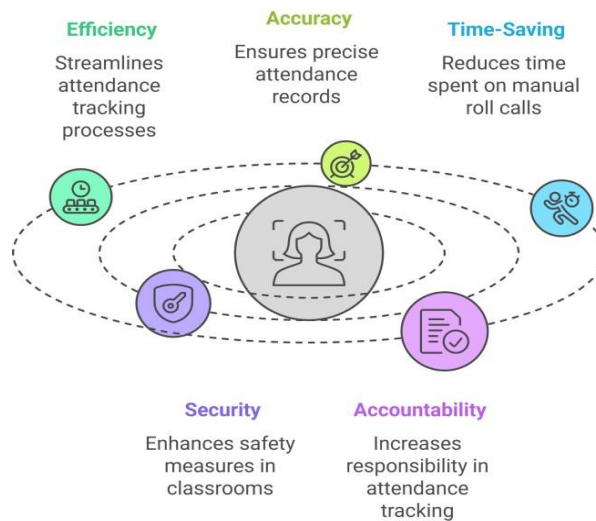 Efficiency
Streamlines
attendance
tracking
processes
Accuracy
Ensures precise
attendance
records
Time-Saving
Reduces time
spent on manual
roll calls
Security
Enhances safety
measures in
classrooms
Accountability
Increases
responsibility in
attendance
tracking